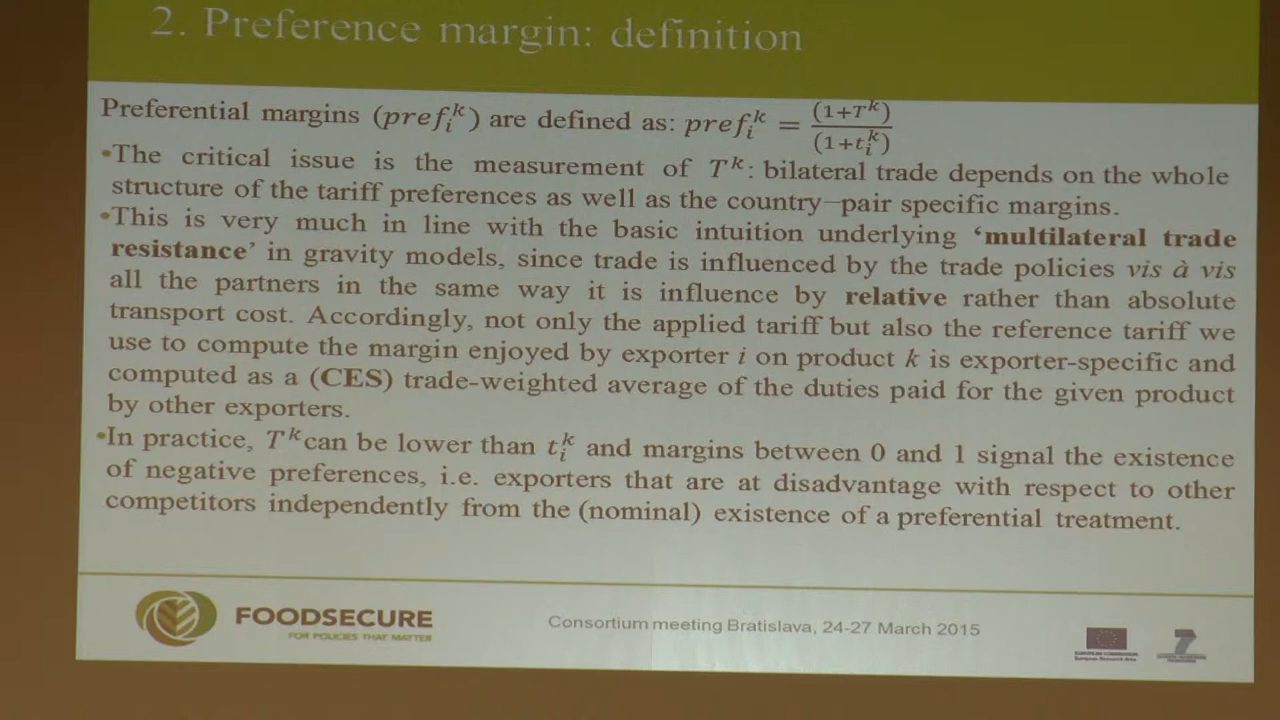 2. Preference margin: definition
Preferential margins (pref_i^k) are defined as: pref_i^k = (1+T^k) / (1+t_i^k)
•The critical issue is the measurement of T^k: bilateral trade depends on the whole
structure of the tariff preferences as well as the country–pair specific margins.
•This is very much in line with the basic intuition underlying ‘multilateral trade
resistance’ in gravity models, since trade is influenced by the trade policies vis à vis
all the partners in the same way it is influence by relative rather than absolute
transport cost. Accordingly, not only the applied tariff but also the reference tariff we
use to compute the margin enjoyed by exporter i on product k is exporter-specific and
computed as a (CES) trade-weighted average of the duties paid for the given product
by other exporters.
•In practice, T^k can be lower than t_i^k and margins between 0 and 1 signal the existence
of negative preferences, i.e. exporters that are at disadvantage with respect to other
competitors independently from the (nominal) existence of a preferential treatment.
FOODSECURE
FOR POLICIES THAT MATTER
Consortium meeting Bratislava, 24-27 March 2015
EUROPEAN COMMISSION
European Research Area